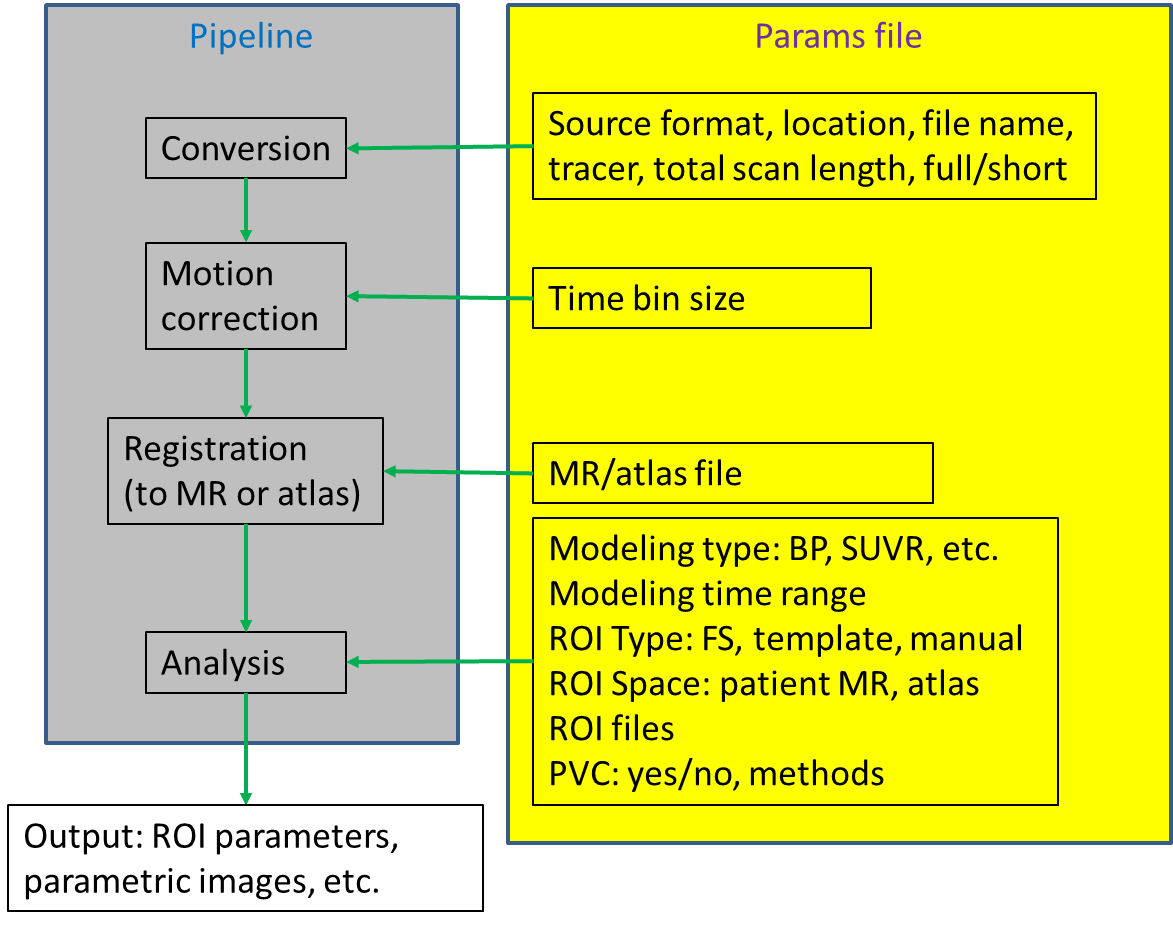 Pipeline
Params file
Conversion
Source format, location, file name,
tracer, total scan length, full/short
Motion
correction
Time bin size
Registration
(to MR or atlas)
MR/atlas file
Analysis
Modeling type: BP, SUVR, etc.
Modeling time range
ROI Type: FS, template, manual
ROI Space: patient MR, atlas
ROI files
PVC: yes/no, methods
Output: ROI parameters,
parametric images, etc.